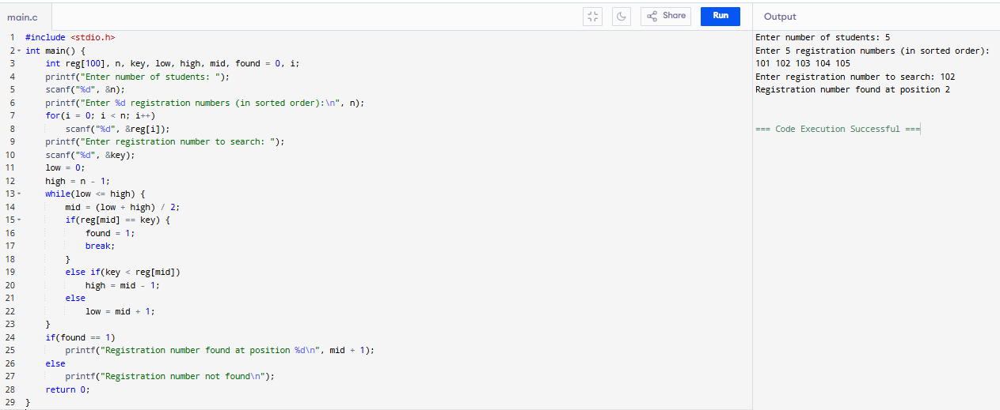 main.c
Share
Run
Output
1 #include <stdio.h>
2 int main() {
3     int reg[100], n, key, low, high, mid, found = 0, i;
4     printf("Enter number of students: ");
5     scanf("%d", &n);
6     printf("Enter %d registration numbers (in sorted order):\n", n);
7     for(i = 0; i < n; i++)
8         scanf("%d", &reg[i]);
9     printf("Enter registration number to search: ");
10     scanf("%d", &key);
11     low = 0;
12     high = n - 1;
13     while(low <= high) {
14         mid = (low + high) / 2;
15         if(reg[mid] == key) {
16             found = 1;
17             break;
18         }
19         else if(key < reg[mid])
20             high = mid - 1;
21         else
22             low = mid + 1;
23     }
24     if(found == 1)
25         printf("Registration number found at position %d\n", mid + 1);
26     else
27         printf("Registration number not found\n");
28     return 0;
29 }
Enter number of students: 5
Enter 5 registration numbers (in sorted order):
101 102 103 104 105
Enter registration number to search: 102
Registration number found at position 2
=== Code Execution Successful ===